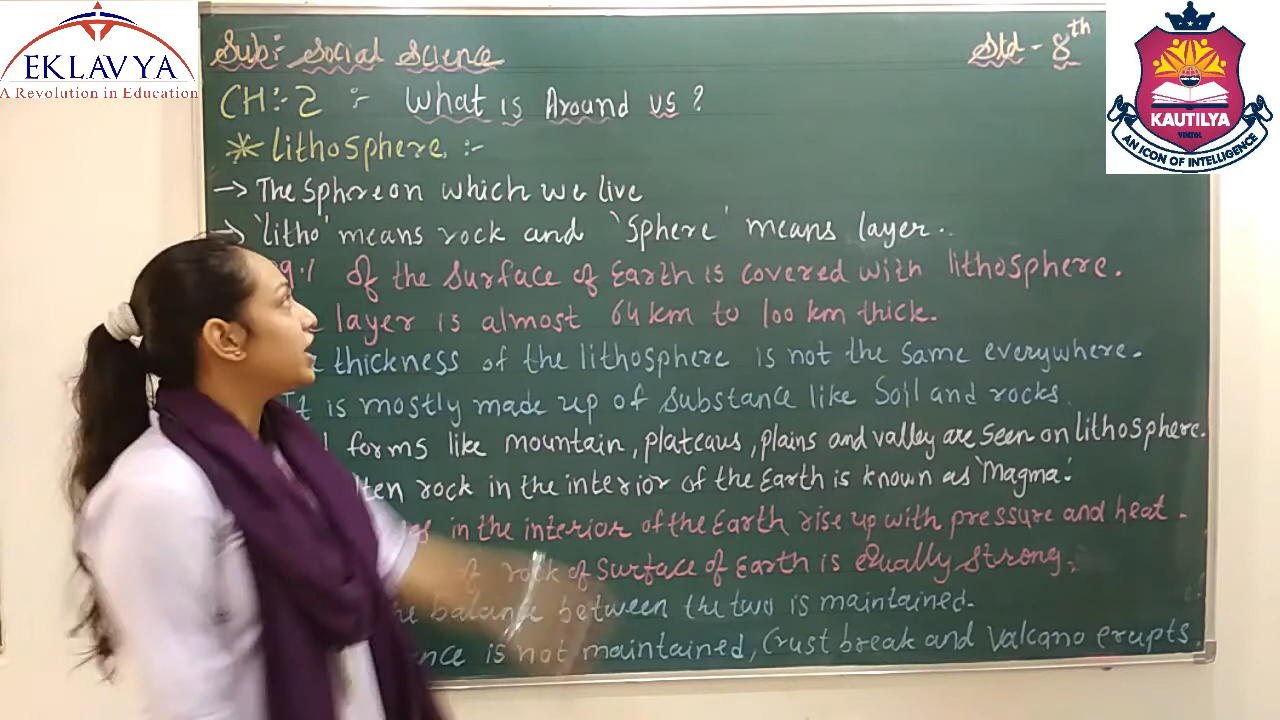 EKLAVYA
A Revolution in Education
Sub:- Social Science
Std - 8th
KAUTILYA
AN ICON OF INTELLIGENCE
CH:- 2 :- What is Around us?
* Lithosphere :-
→ The Sphere on which we live
→ 'litho' means rock and 'Sphere' means layer..
9% of the surface of Earth is covered with lithosphere.
layer is almost 64 km to 100 km thick.
thickness of the lithosphere is not the same everywhere.
It is mostly made up of substance like Soil and rocks.
forms like mountain, plateaus, plains and valley are seen on lithosphere.
lten rock in the interior of the Earth is known as 'Magma'.
in the interior of the Earth rise up with pressure and heat.
of rock of surface of Earth is equally strong,
he balance between the two is maintained.
nce is not maintained, Crust break and Valcano erupts.